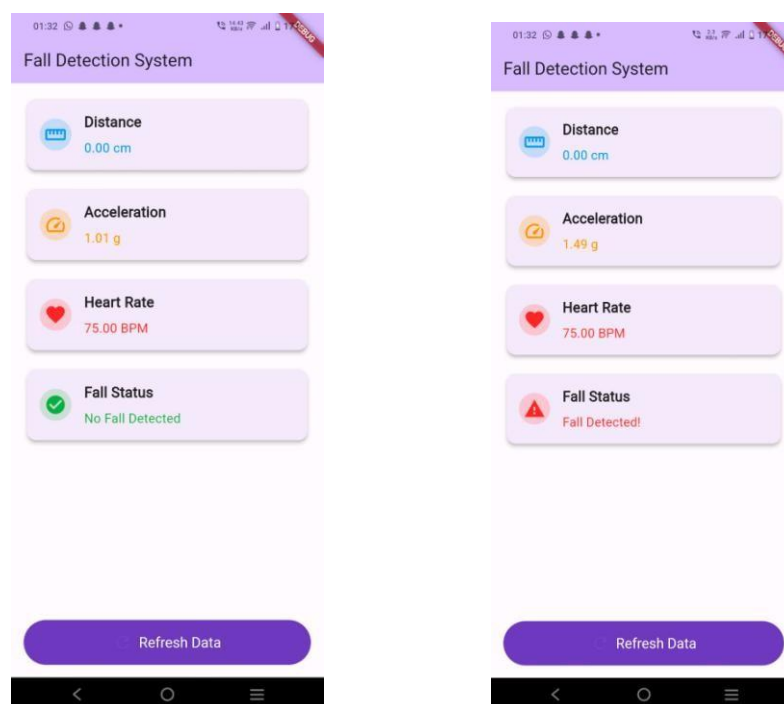 01:32
Fall Detection System
Distance
0.00 cm
Acceleration
1.01 g
Heart Rate
75.00 BPM
Fall Status
No Fall Detected
Refresh Data
01:32
Fall Detection System
Distance
0.00 cm
Acceleration
1.49 g
Heart Rate
75.00 BPM
Fall Status
Fall Detected!
Refresh Data